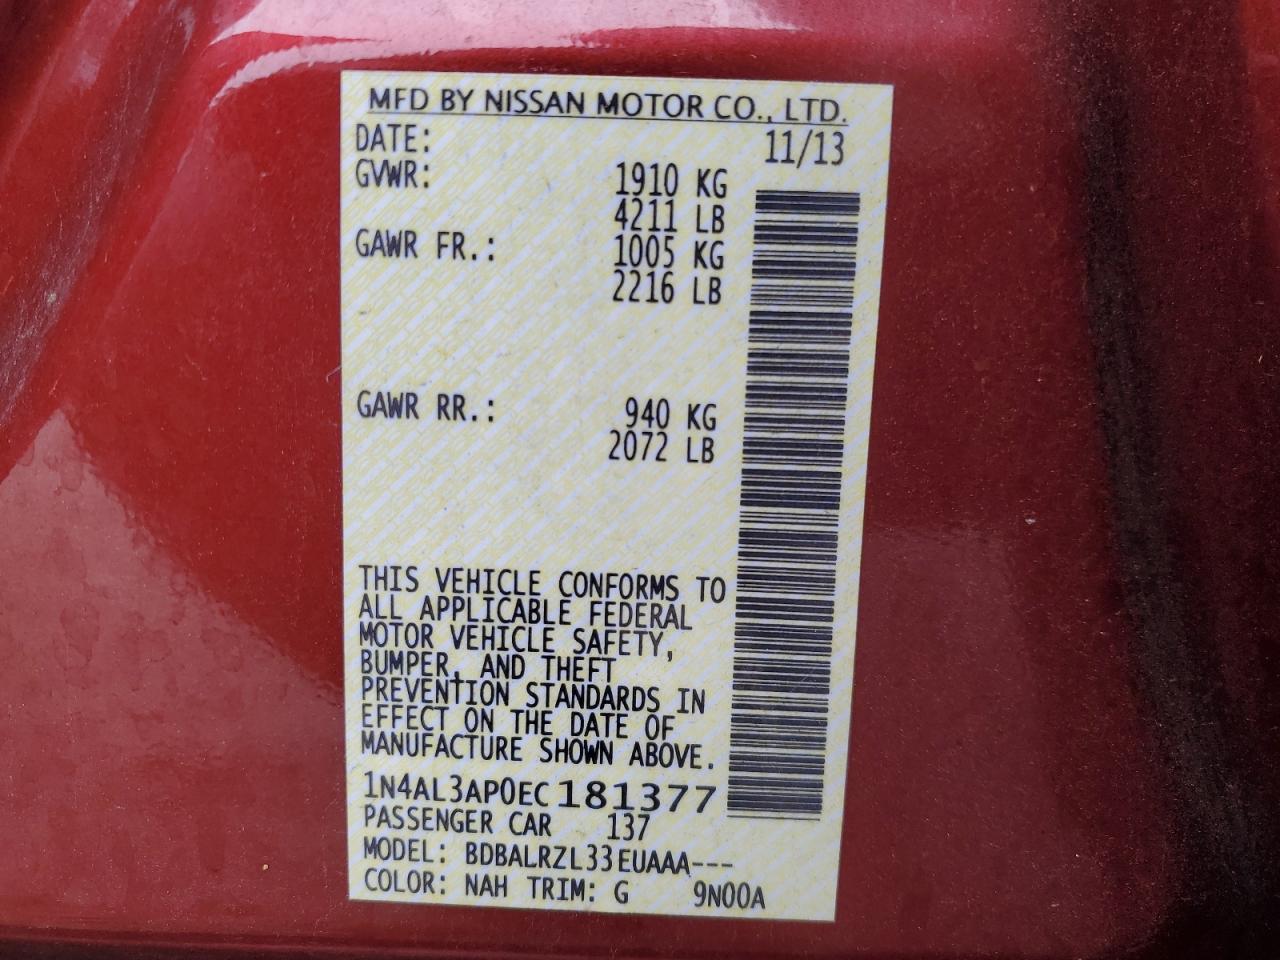 MFD BY NISSAN MOTOR CO., LTD.
DATE: 11/13
GVWR: 1910 KG
4211 LB
GAWR FR.: 1005 KG
2216 LB
GAWR RR.: 940 KG
2072 LB
THIS VEHICLE CONFORMS TO
ALL APPLICABLE FEDERAL
MOTOR VEHICLE SAFETY,
BUMPER, AND THEFT
PREVENTION STANDARDS IN
EFFECT ON THE DATE OF
MANUFACTURE SHOWN ABOVE.
1N4AL3AP0EC181377
PASSENGER CAR 137
MODEL: BDBALRZL33EUAAA---
COLOR: NAH TRIM: G 9N00A